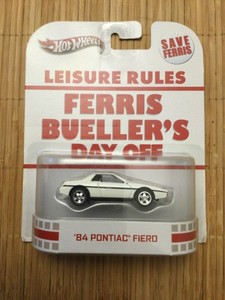 HOT WHEELS
SAVE
FERRIS
LEISURE RULES
FERRIS
BUELLER'S
DAY OFF
'84 PONTIAC® FIERO